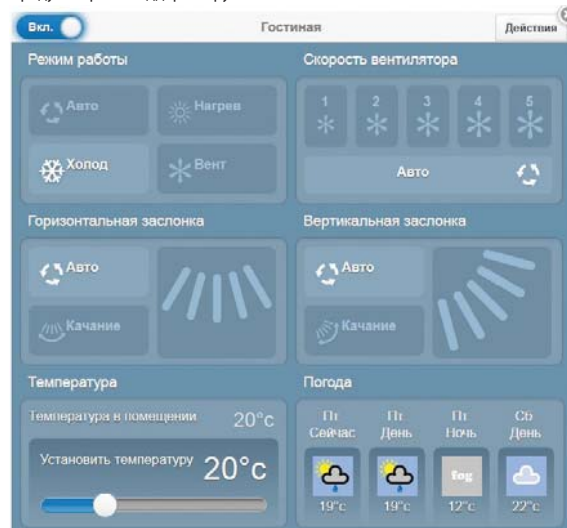 Вкл.
Гостиная
Действия
Режим работы
Авто
Нагрев
Холод
Вент
Скорость вентилятора
1 2 3 4 5
Авто
Горизонтальная заслонка
Авто
Качание
Вертикальная заслонка
Авто
Качание
Температура
Температура в помещении 20°c
Установить температуру 20°c
Погода
Пт Пт Пт Сб
Сейчас День Ночь День
fog
19°c 19°c 12°c 22°c